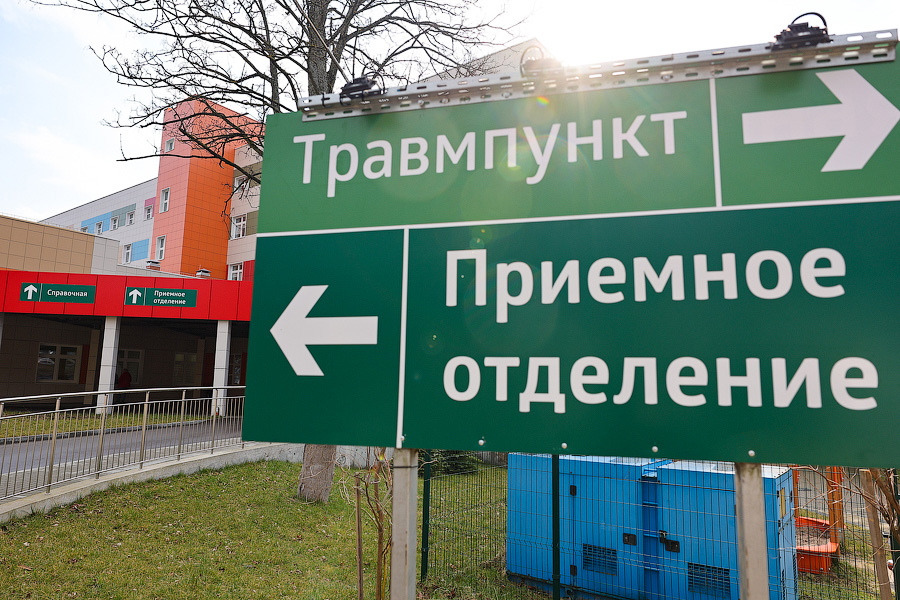 Травмпункт
Приемное
отделение
Справочная
Приемное
отделение